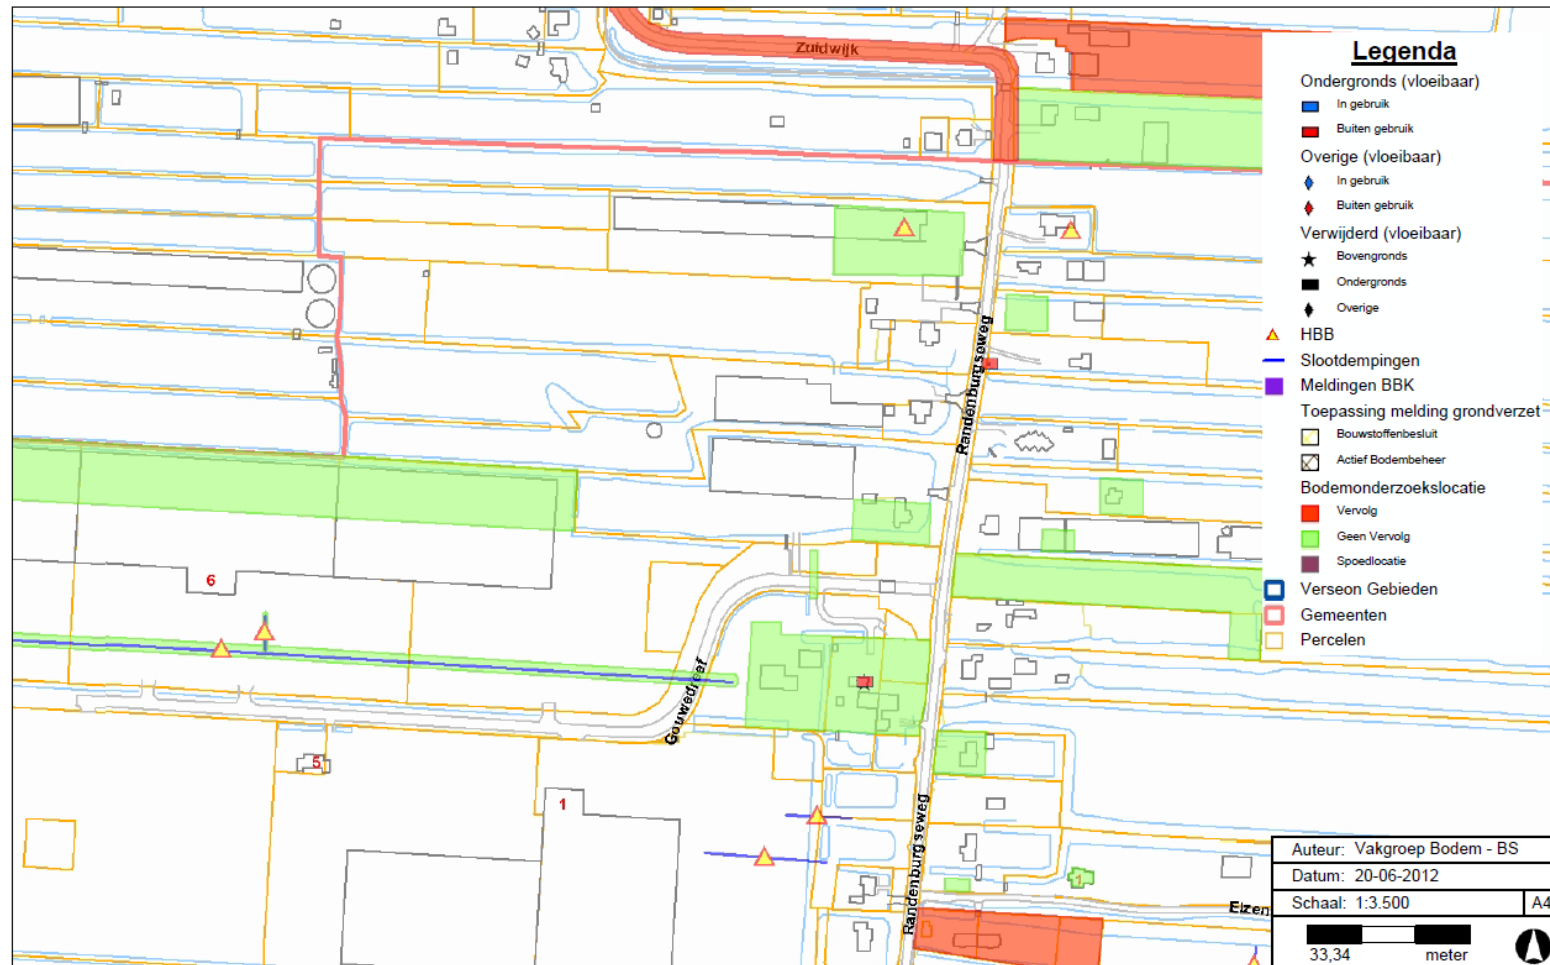 Zuidwijk
Legenda
Ondergronds (vloeibaar)
In gebruik
Buiten gebruik
Overige (vloeibaar)
In gebruik
Buiten gebruik
Verwijderd (vloeibaar)
Bovengronds
Ondergronds
Overige
HBB
Slootdempingen
Meldingen BBK
Toepassing melding grondverzet
Bouwstoffenbesluit
Actief Bodembeheer
Bodemonderzoekslocatie
Vervolg
Geen Vervolg
Spoedlocatie
Verseon Gebieden
Gemeenten
Percelen
Randenburgseweg
6
Gouwedreef
5
1
Randenburgseweg
1
Elzen
Auteur: Vakgroep Bodem - BS
Datum: 20-06-2012
Schaal: 1:3.500 A4
33,34 meter